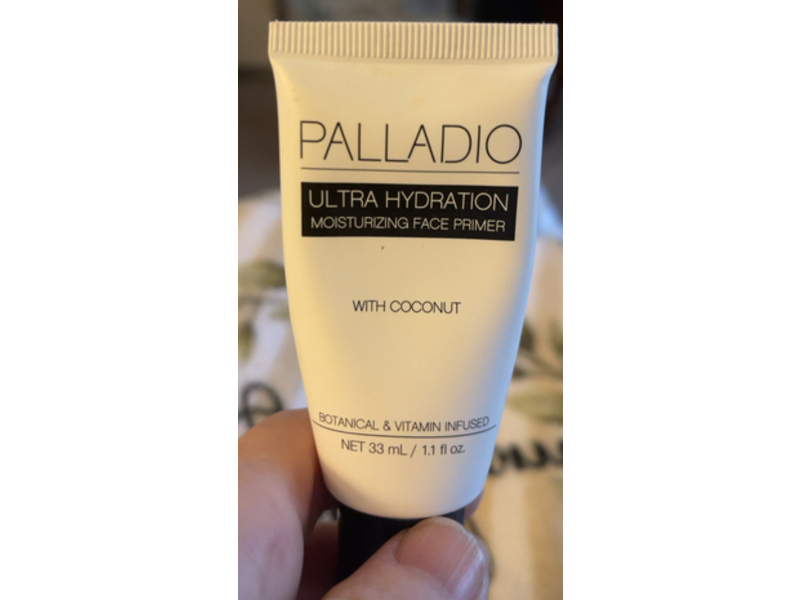 PALLADIO
ULTRA HYDRATION
MOISTURIZING FACE PRIMER
WITH COCONUT
BOTANICAL & VITAMIN INFUSED
NET 33 mL / 1.1 fl oz.